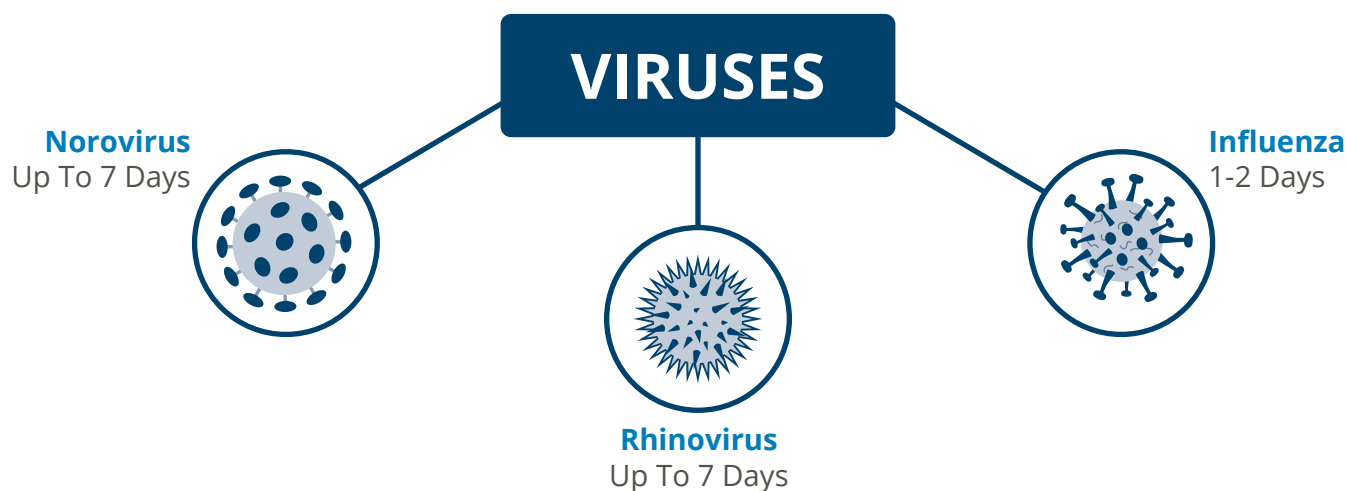 VIRUSES
Norovirus
Up To 7 Days
Influenza
1-2 Days
Rhinovirus
Up To 7 Days